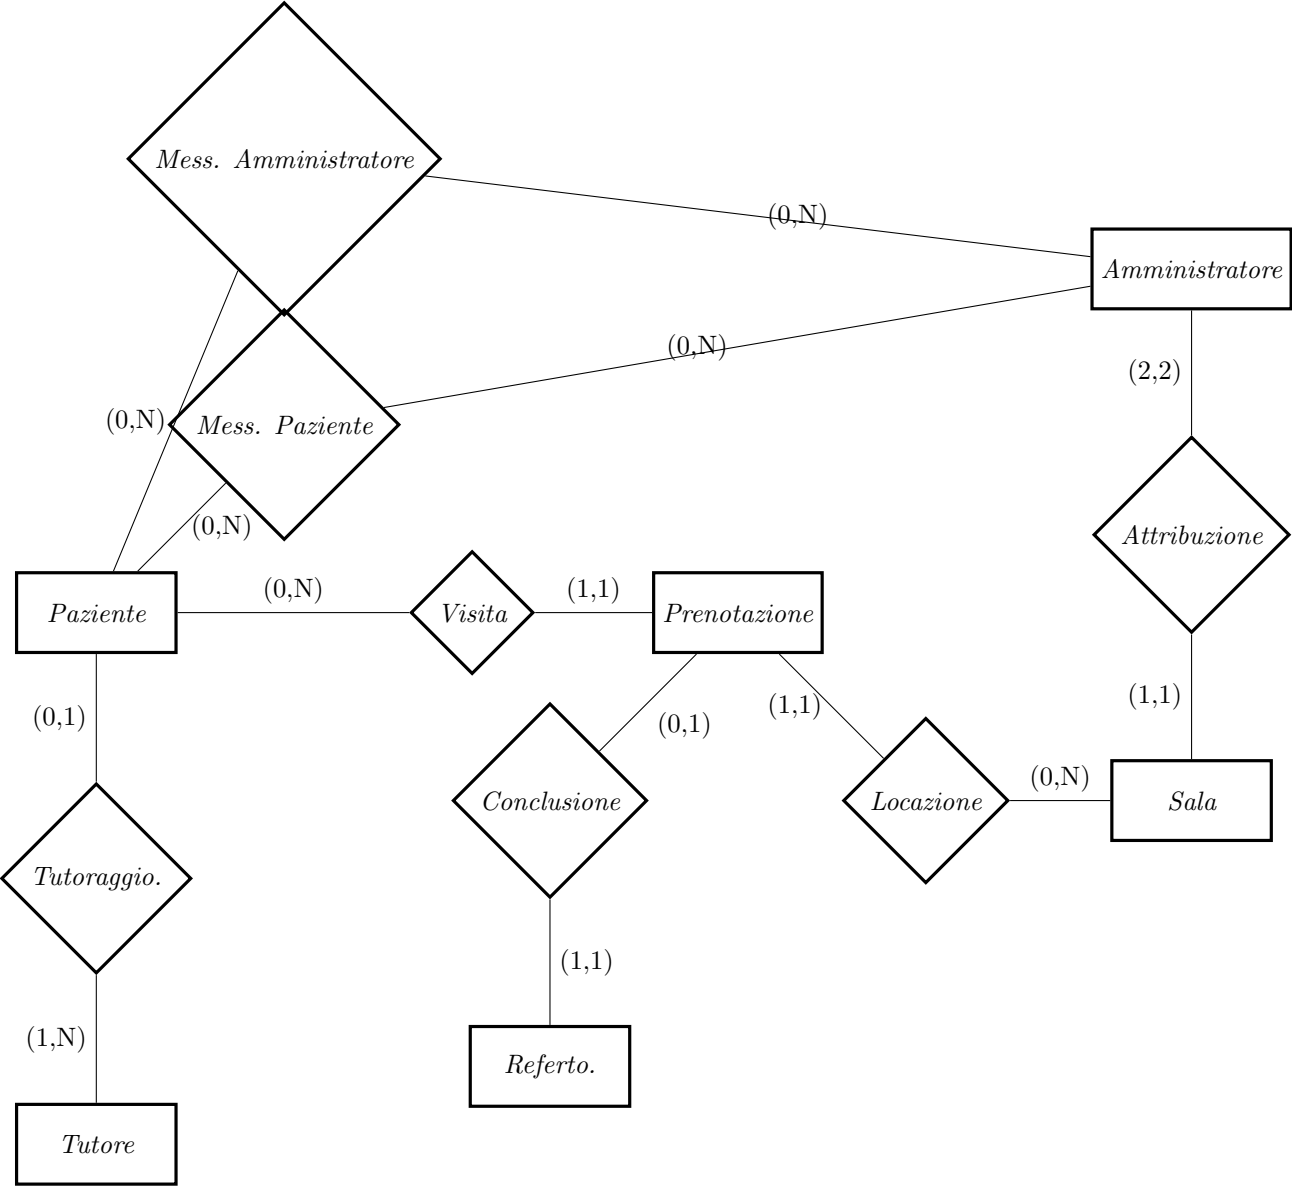 Mess. Amministratore
(0,N)
Amministratore
(0,N)
(2,2)
(0,N)
Mess. Paziente
(0,N)
Attribuzione
(0,N)
(1,1)
Paziente
Visita
Prenotazione
(0,1)
(0,1)
(1,1)
(1,1)
(0,N)
Conclusione
Locazione
Sala
Tutoraggio.
(1,1)
(1,N)
Referto.
Tutore